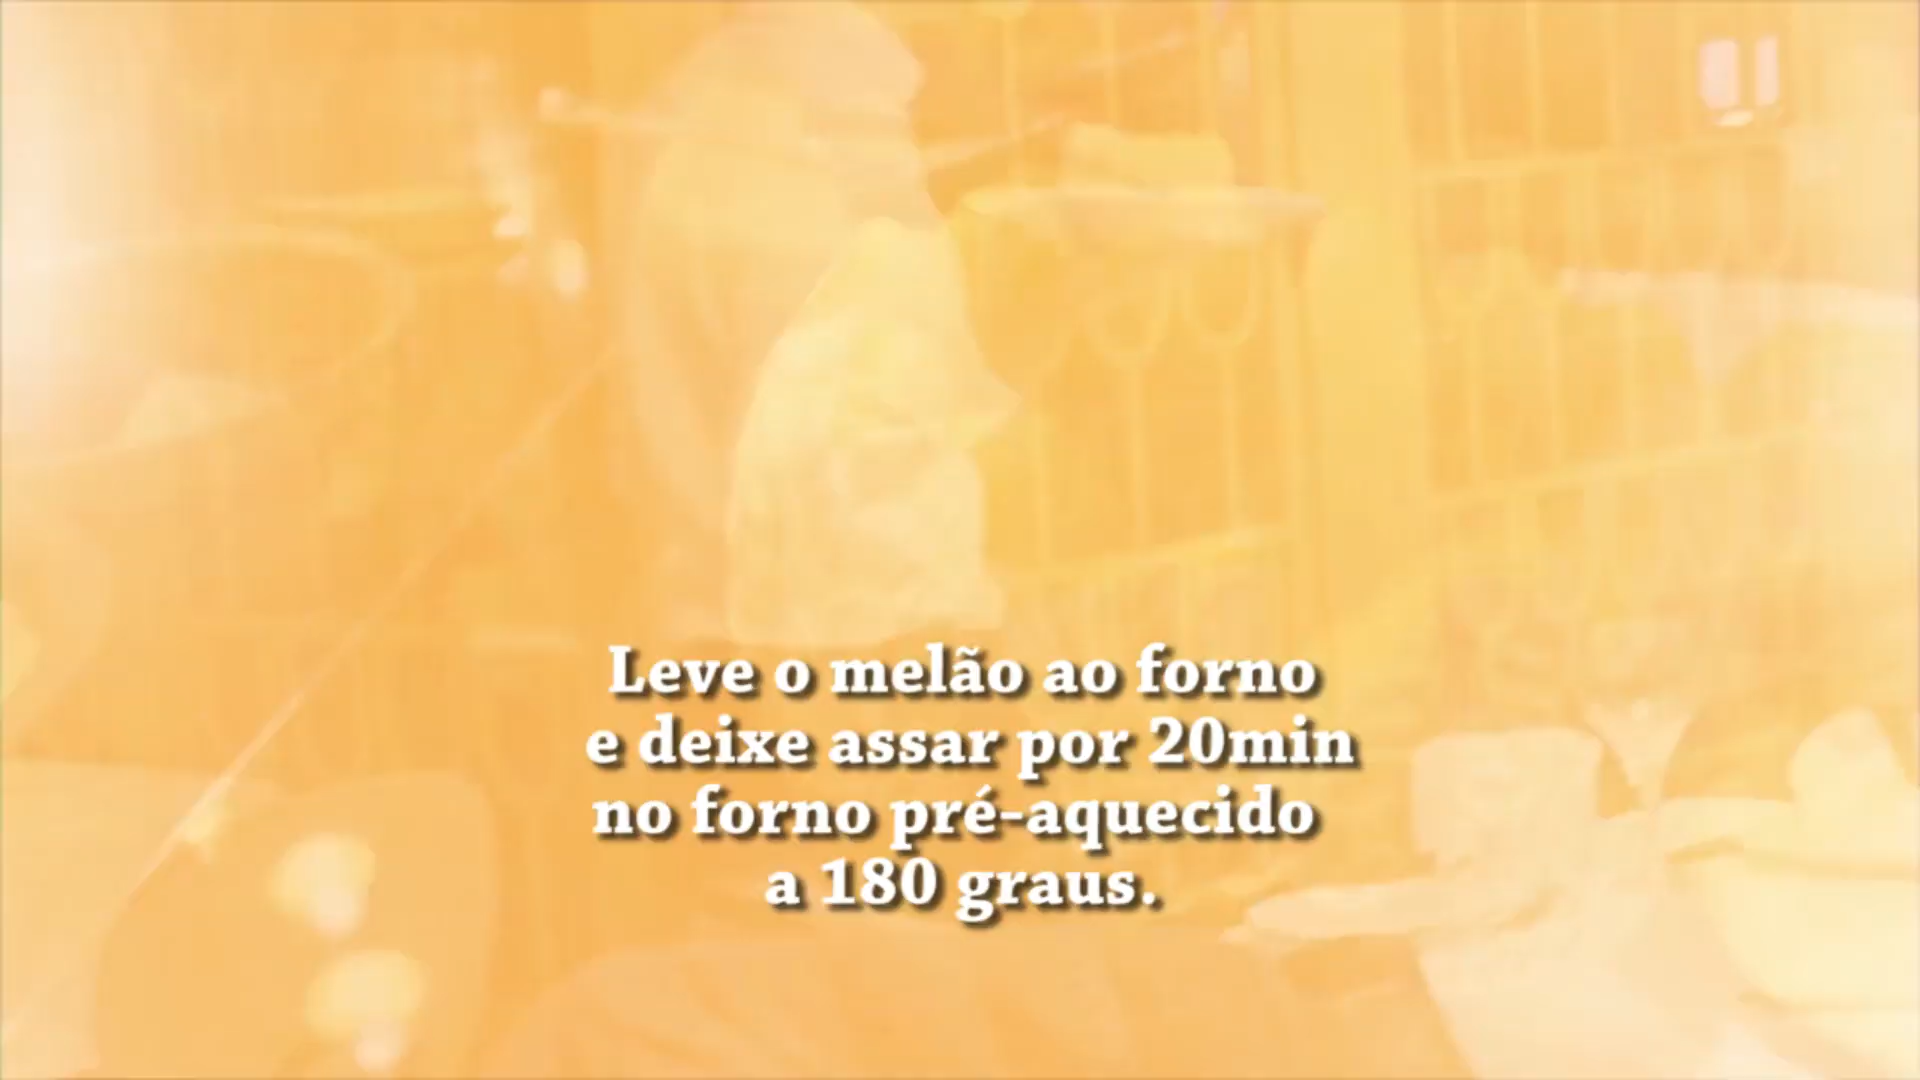 Leve o melão ao forno
e deixe assar por 20min
no forno pré-aquecido
a 180 graus.